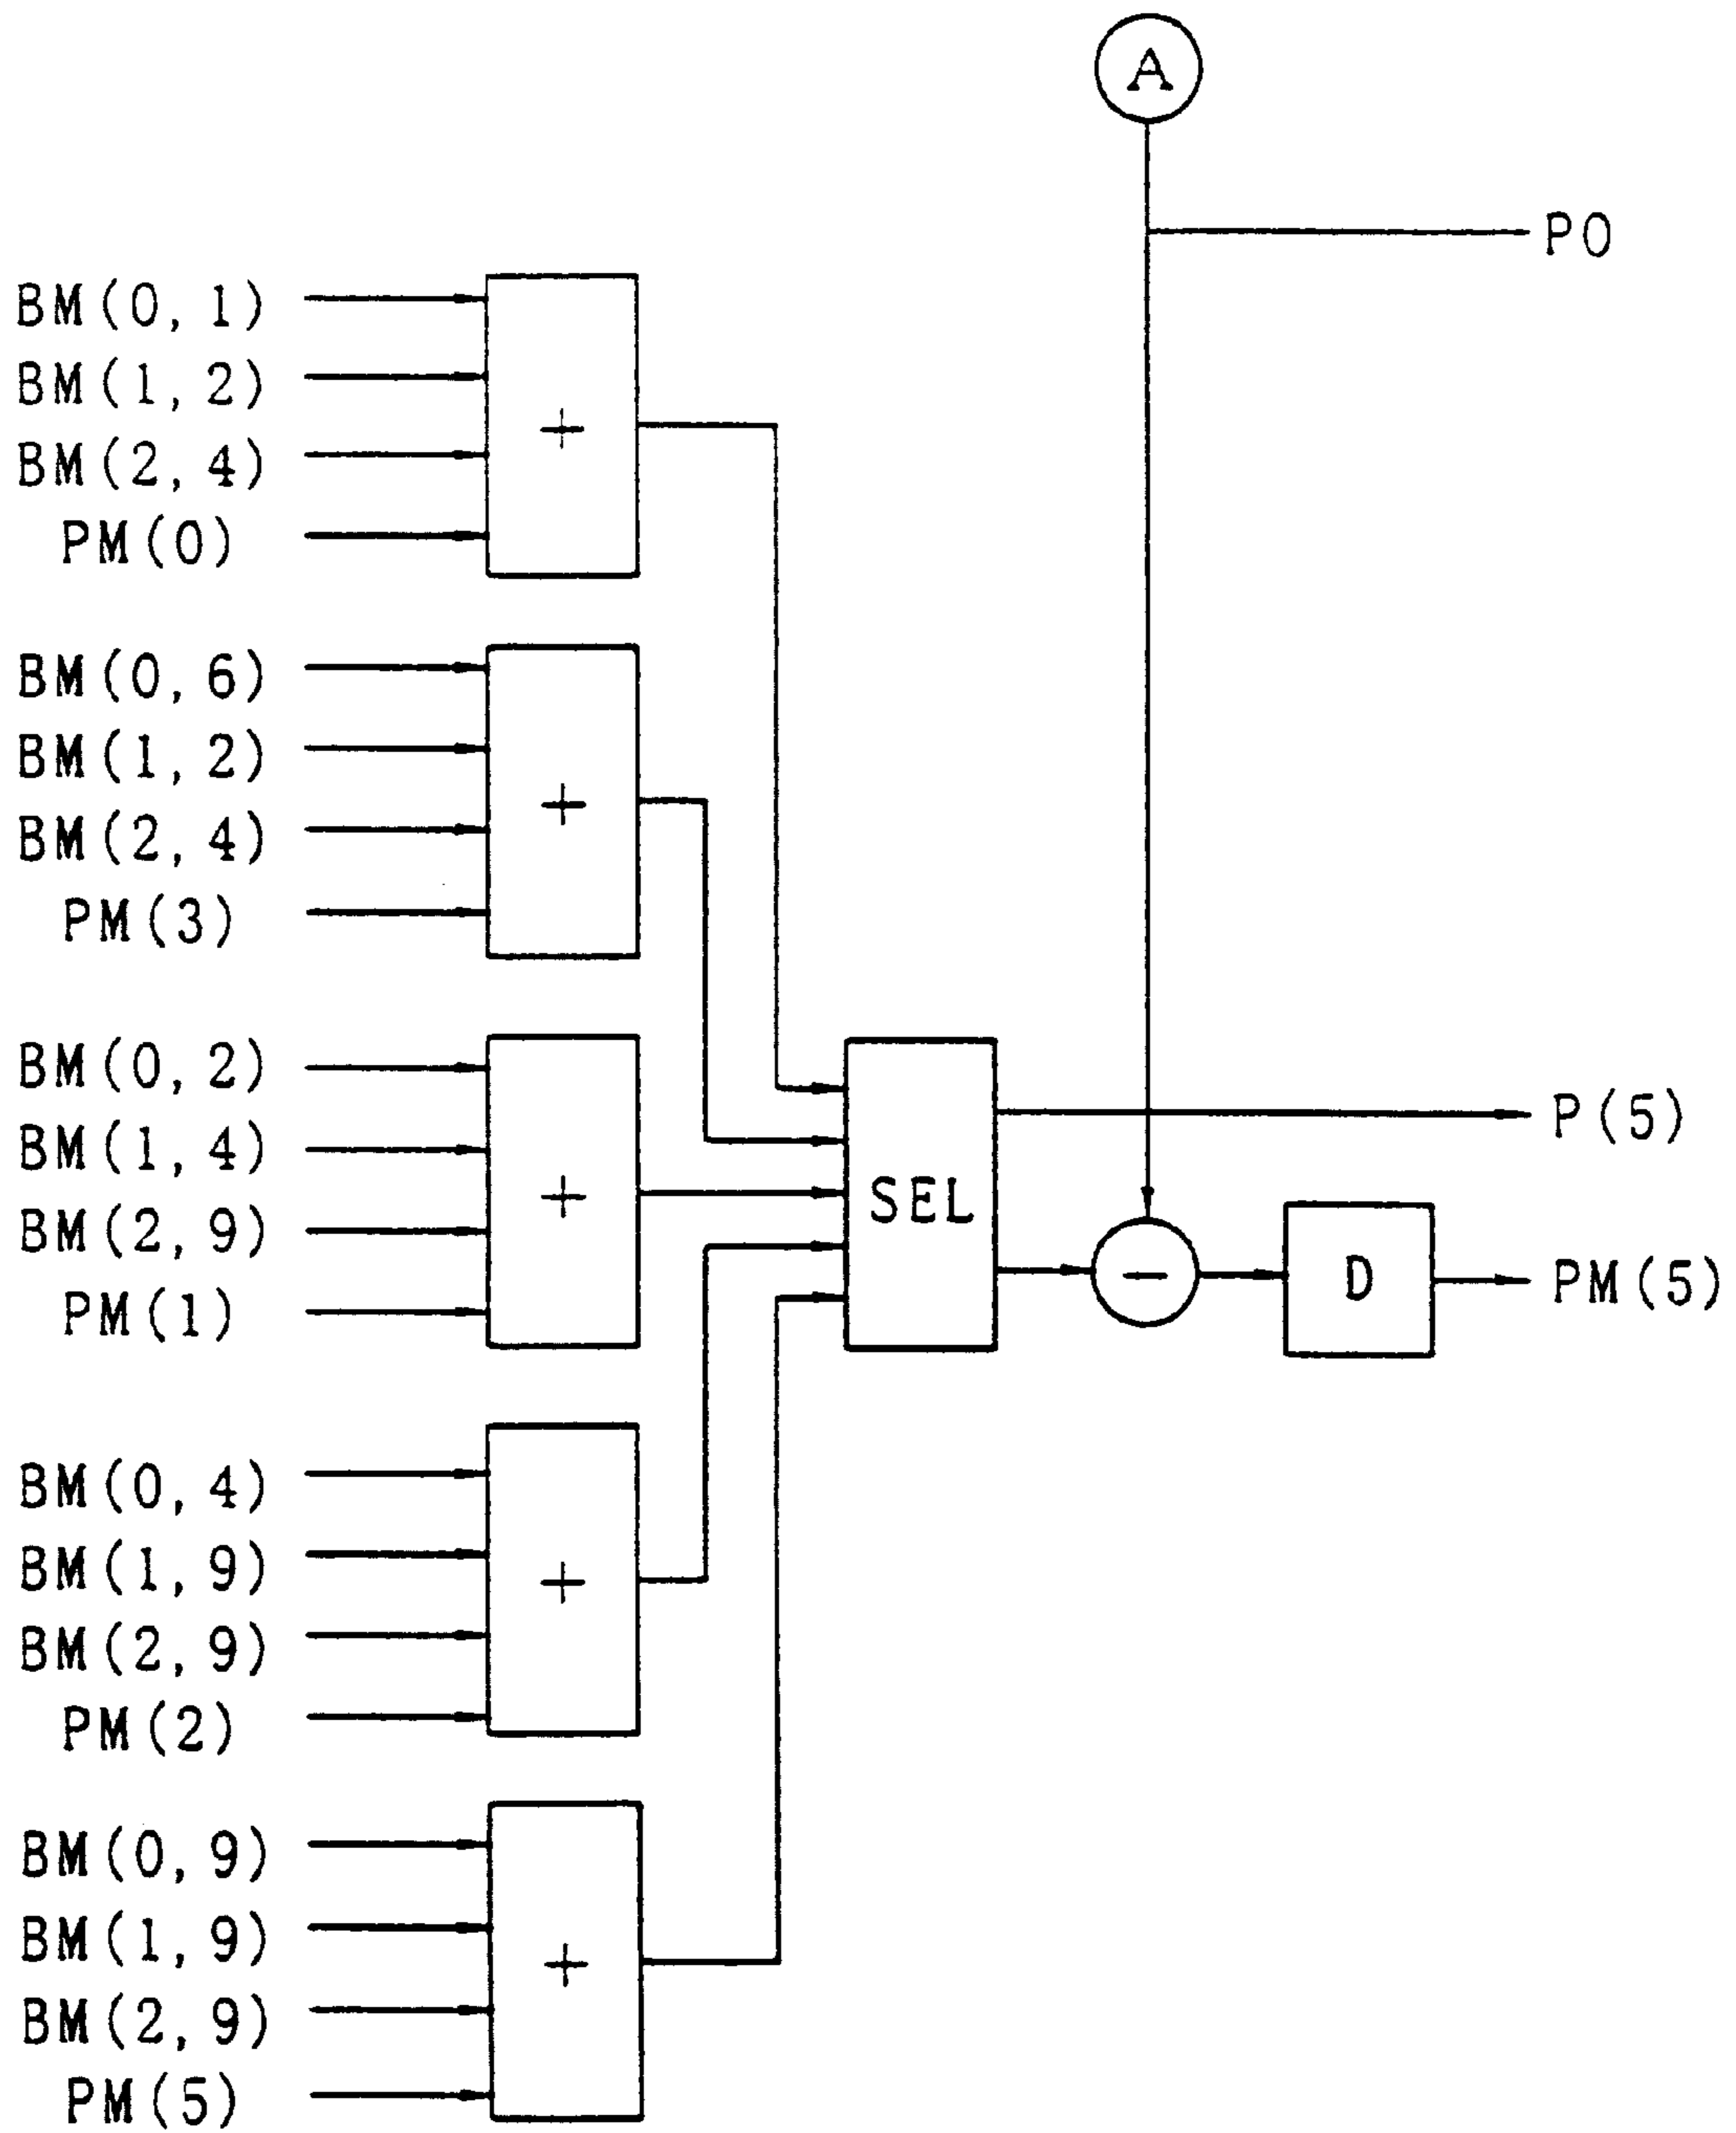 A
PO
BM(0,1)
BM(1,2)
BM(2,4)
PM(0)
+
BM(0,6)
BM(1,2)
BM(2,4)
PM(3)
+
BM(0,2)
BM(1,4)
BM(2,9)
PM(1)
+
SEL
P(5)
−
D
PM(5)
BM(0,4)
BM(1,9)
BM(2,9)
PM(2)
+
BM(0,9)
BM(1,9)
BM(2,9)
PM(5)
+